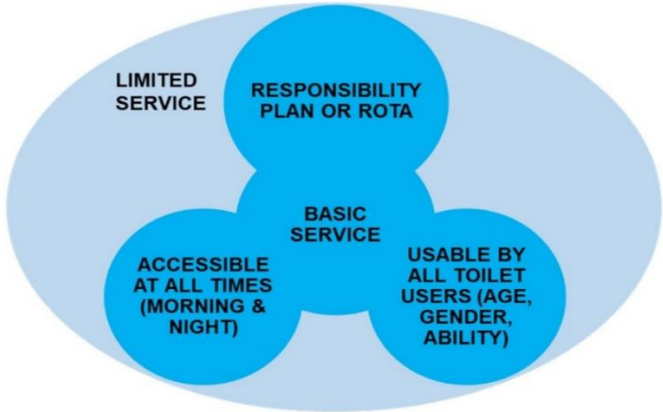 LIMITED
SERVICE
RESPONSIBILITY
PLAN OR ROTA
BASIC
SERVICE
ACCESSIBLE
AT ALL TIMES
(MORNING &
NIGHT)
USABLE BY
ALL TOILET
USERS (AGE,
GENDER,
ABILITY)